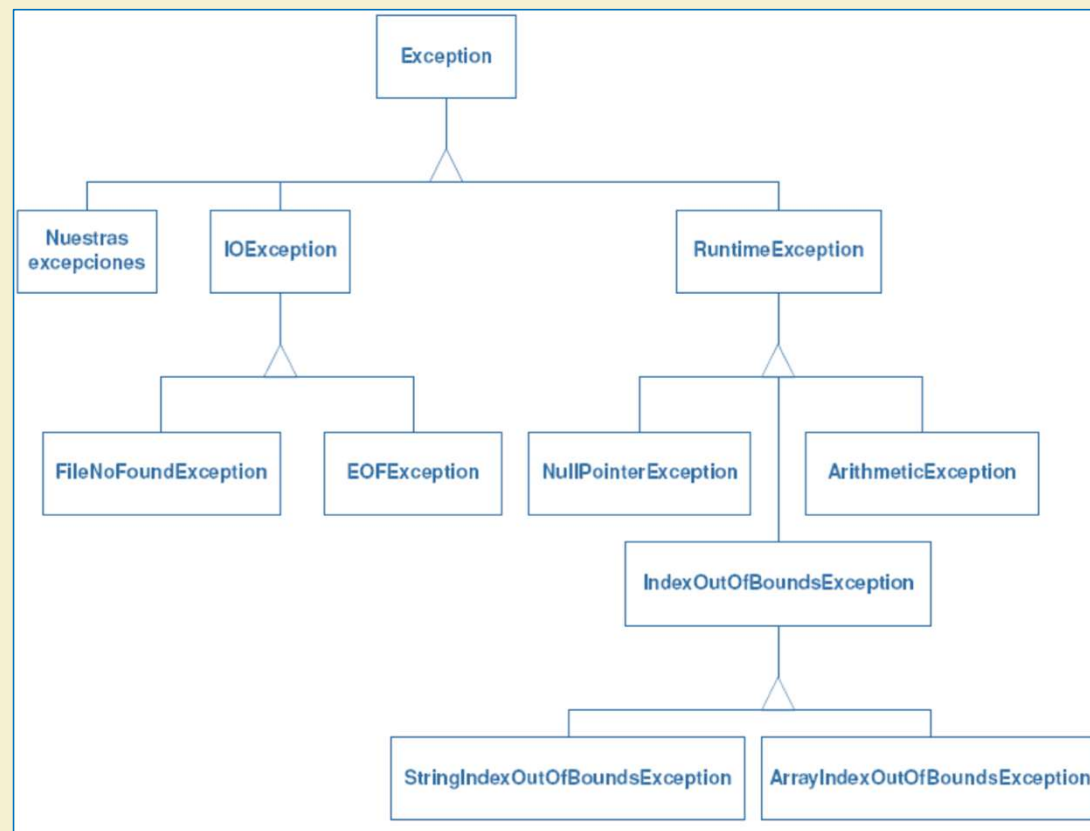 Exception
Nuestras
excepciones
IOException
RuntimeException
FileNoFoundException
EOFException
NullPointerException
ArithmeticException
IndexOutOfBoundsException
StringIndexOutOfBoundsException
ArrayIndexOutOfBoundsException